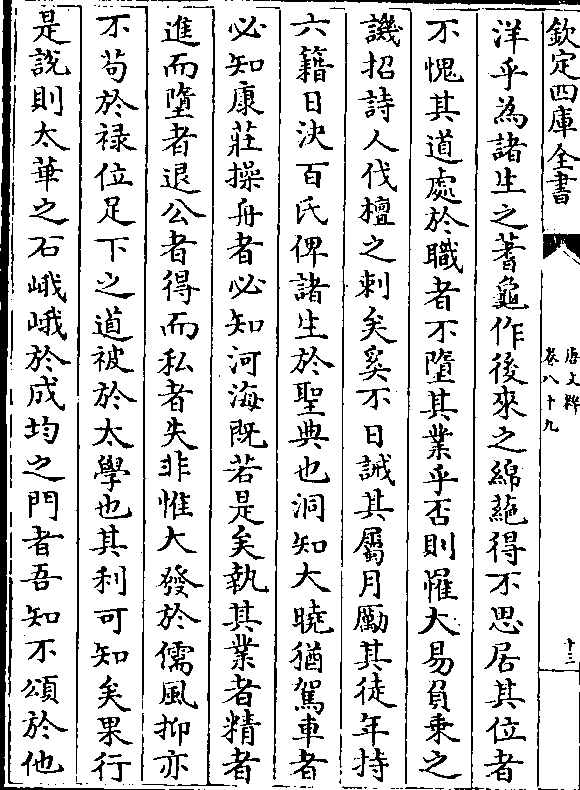 欽定四庫全書
唐文粹
卷八十九
十三
洋乎為諸生之蓍龜作後來之綿蕝得不思居其位者
不愧其道處於職者不墮其業乎否則罹大易負乗之
譏招詩人伐檀之刺矣奚不日誡其屬月勵其徒年持
六籍日決百氏俾諸生於聖典也洞知大曉猶駕車者
必知康莊操舟者必知河海既若是矣執其業者精者
進而墮者退公者得而私者失非惟大發於儒風抑亦
不茍於禄位足下之道被於太學也其利可知矣果行
是說則太華之石峨峨於成均之門者吾知不頌於他